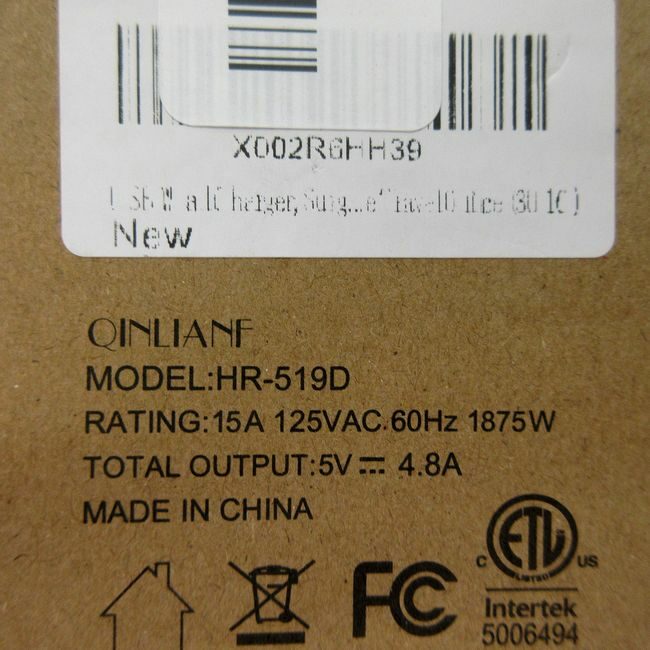 X002R6HH39
New
QINLIANF
MODEL:HR-519D
RATING:15A 125VAC 60Hz 1875W
TOTAL OUTPUT:5V⎓ 4.8A
MADE IN CHINA
FC
ETL
C US
LISTED
Intertek
5006494